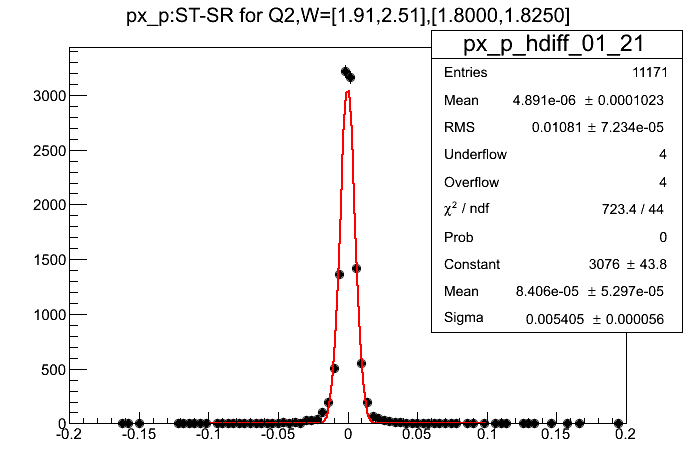 px_p:ST-SR for Q2,W=[1.91,2.51],[1.8000,1.8250]
px_p_hdiff_01_21
Entries 11171
Mean 4.891e-06 ± 0.0001023
RMS 0.01081 ± 7.234e-05
Underflow 4
Overflow 4
χ² / ndf 723.4 / 44
Prob 0
Constant 3076 ± 43.8
Mean 8.406e-05 ± 5.297e-05
Sigma 0.005405 ± 0.000056
3000
2500
2000
1500
1000
500
0
-0.2 -0.15 -0.1 -0.05 0 0.05 0.1 0.15 0.2